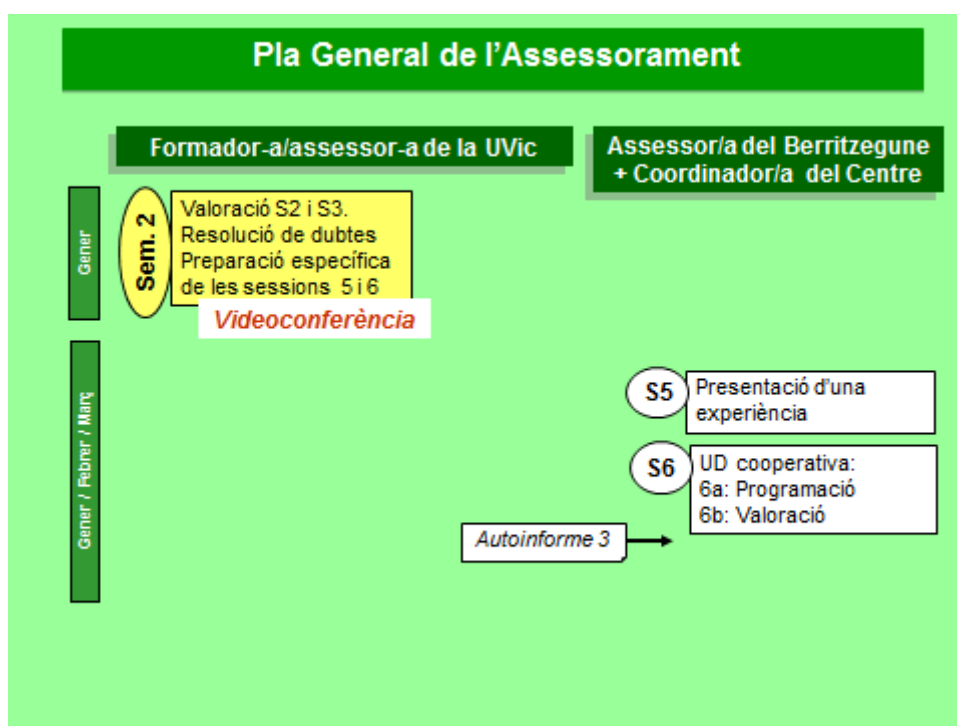 Pla General de l'Assessorament
Formador-a/assessor-a de la UVic
Assessor/a del Berritzegune
+ Coordinador/a del Centre
Gener
Sem. 2
Valoració S2 i S3.
Resolució de dubtes
Preparació específica
de les sessions 5 i 6
Videoconferència
Gener / Febrer / Març
S5
Presentació d'una
experiència
S6
UD cooperativa:
6a: Programació
6b: Valoració
Autoinforme 3